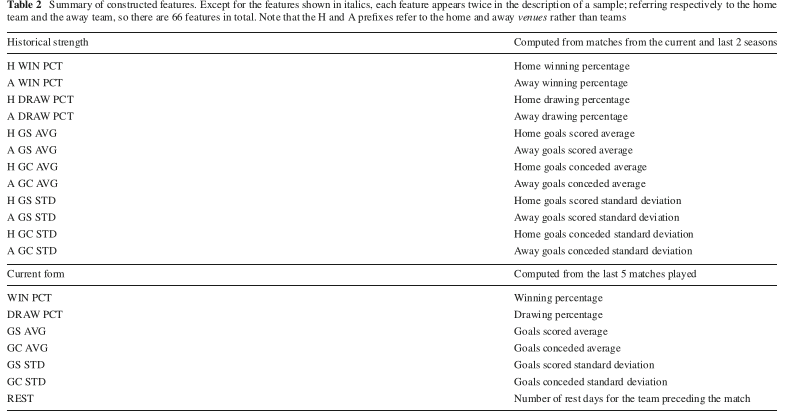 Table 2 Summary of constructed features. Except for the features shown in italics, each feature appears twice in the description of a sample; referring respectively to the home
team and the away team, so there are 66 features in total. Note that the H and A prefixes refer to the home and away venues rather than teams
Historical strength Computed from matches from the current and last 2 seasons
H WIN PCT Home winning percentage
A WIN PCT Away winning percentage
H DRAW PCT Home drawing percentage
A DRAW PCT Away drawing percentage
H GS AVG Home goals scored average
A GS AVG Away goals scored average
H GC AVG Home goals conceded average
A GC AVG Away goals conceded average
H GS STD Home goals scored standard deviation
A GS STD Away goals scored standard deviation
H GC STD Home goals conceded standard deviation
A GC STD Away goals conceded standard deviation
Current form Computed from the last 5 matches played
WIN PCT Winning percentage
DRAW PCT Drawing percentage
GS AVG Goals scored average
GC AVG Goals conceded average
GS STD Goals scored standard deviation
GC STD Goals conceded standard deviation
REST Number of rest days for the team preceding the match